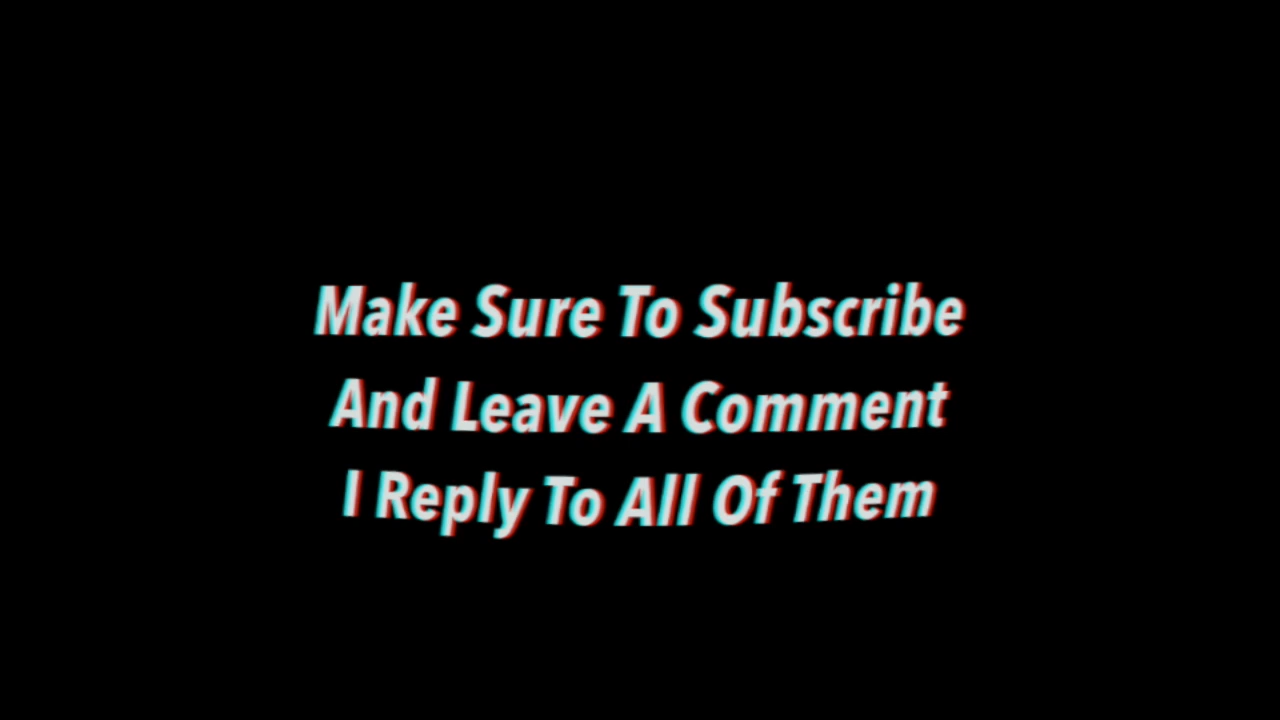 Make Sure To Subscribe
And Leave A Comment
I Reply To All Of Them